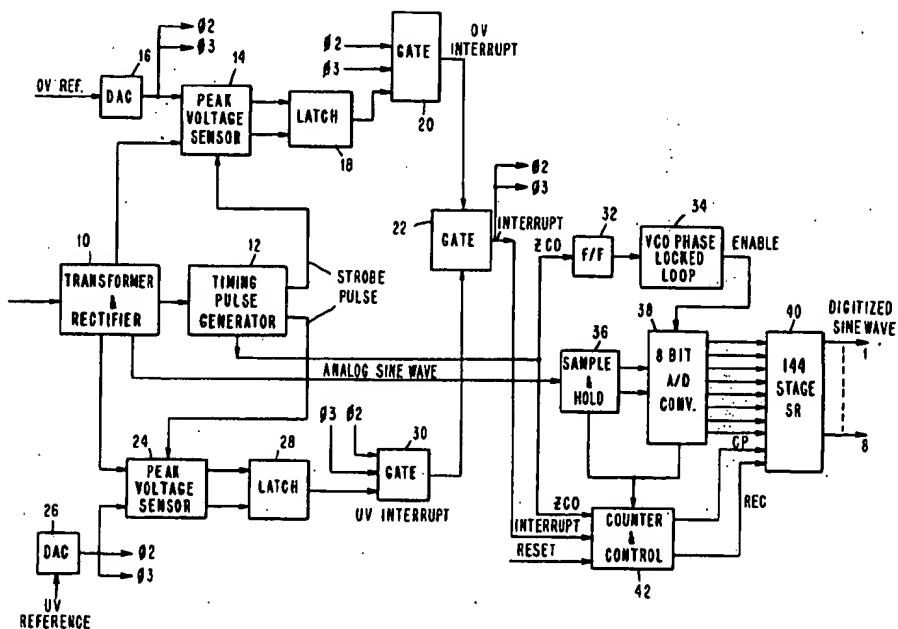 Ø2
Ø3
16
OV REF.
DAC
14
PEAK
VOLTAGE
SENSOR
LATCH
18
Ø2
Ø3
GATE
20
OV
INTERRUPT
Ø2
Ø3
22
GATE
INTERRUPT
ZCO
32
F/F
34
VCO PHASE
LOCKED
LOOP
ENABLE
10
TRANSFORMER
&
RECTIFIER
12
TIMING
PULSE
GENERATOR
STROBE
PULSE
ANALOG SINE WAVE
36
SAMPLE
&
HOLD
38
8 BIT
A/D
CONV.
40
144
STAGE
SR
DIGITIZED
SINE WAVE
1
8
24
PEAK
VOLTAGE
SENSOR
28
LATCH
Ø3
Ø2
30
GATE
UV INTERRUPT
26
DAC
Ø2
Ø3
UV
REFERENCE
ZCO
INTERRUPT
RESET
COUNTER
&
CONTROL
42
CP
REC